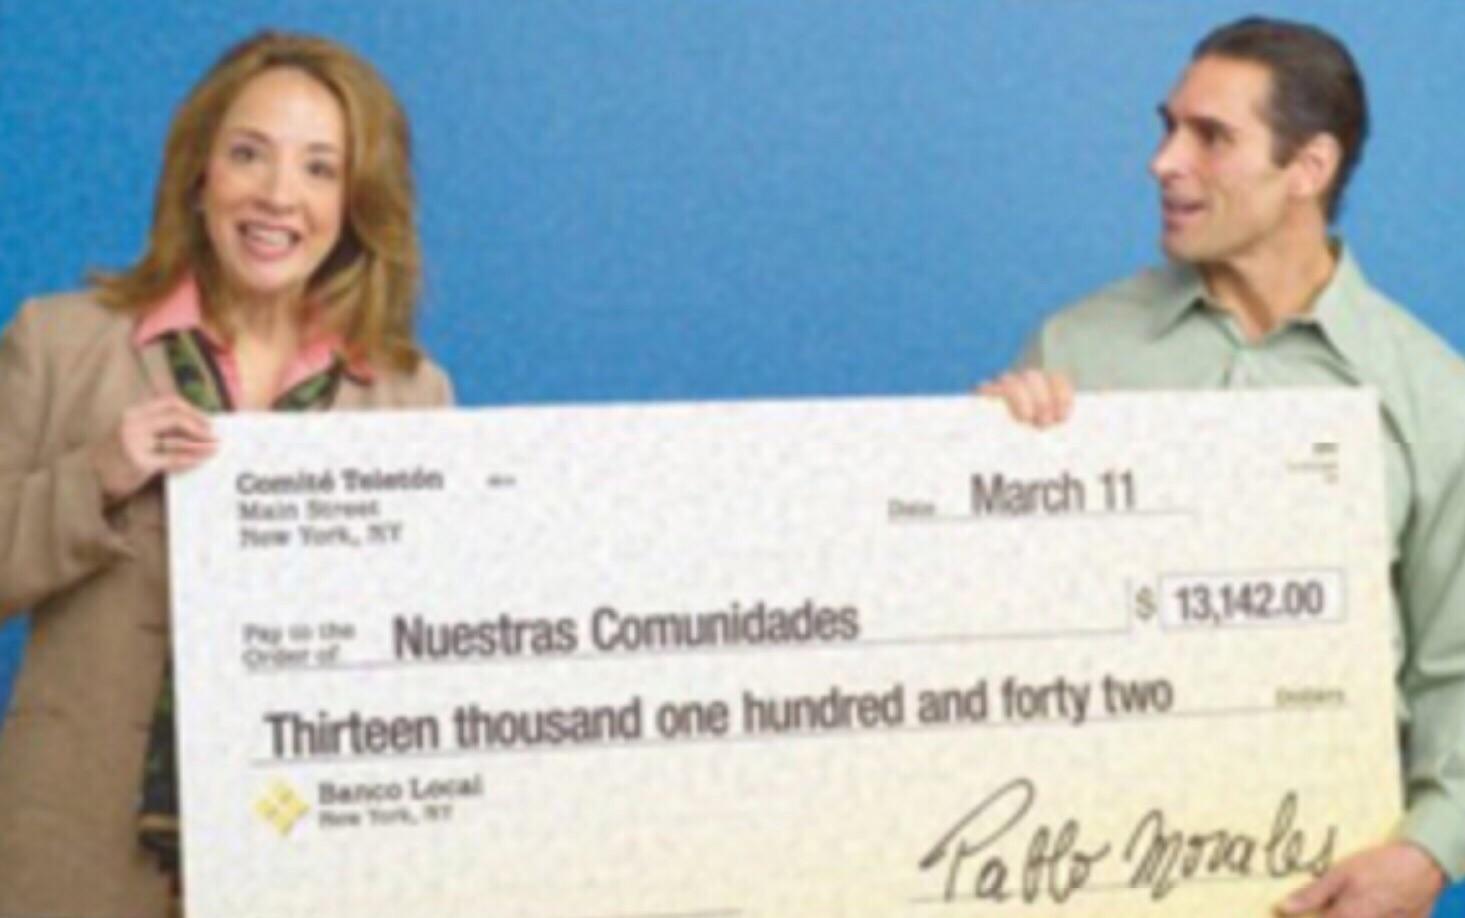 Comité Teletón
Main Street
New York, NY
Date March 11
Pay to the
Order of Nuestras Comunidades $ 13,142.00
Thirteen thousand one hundred and forty two Dollars
Banco Local
New York, NY
Pablo Morales